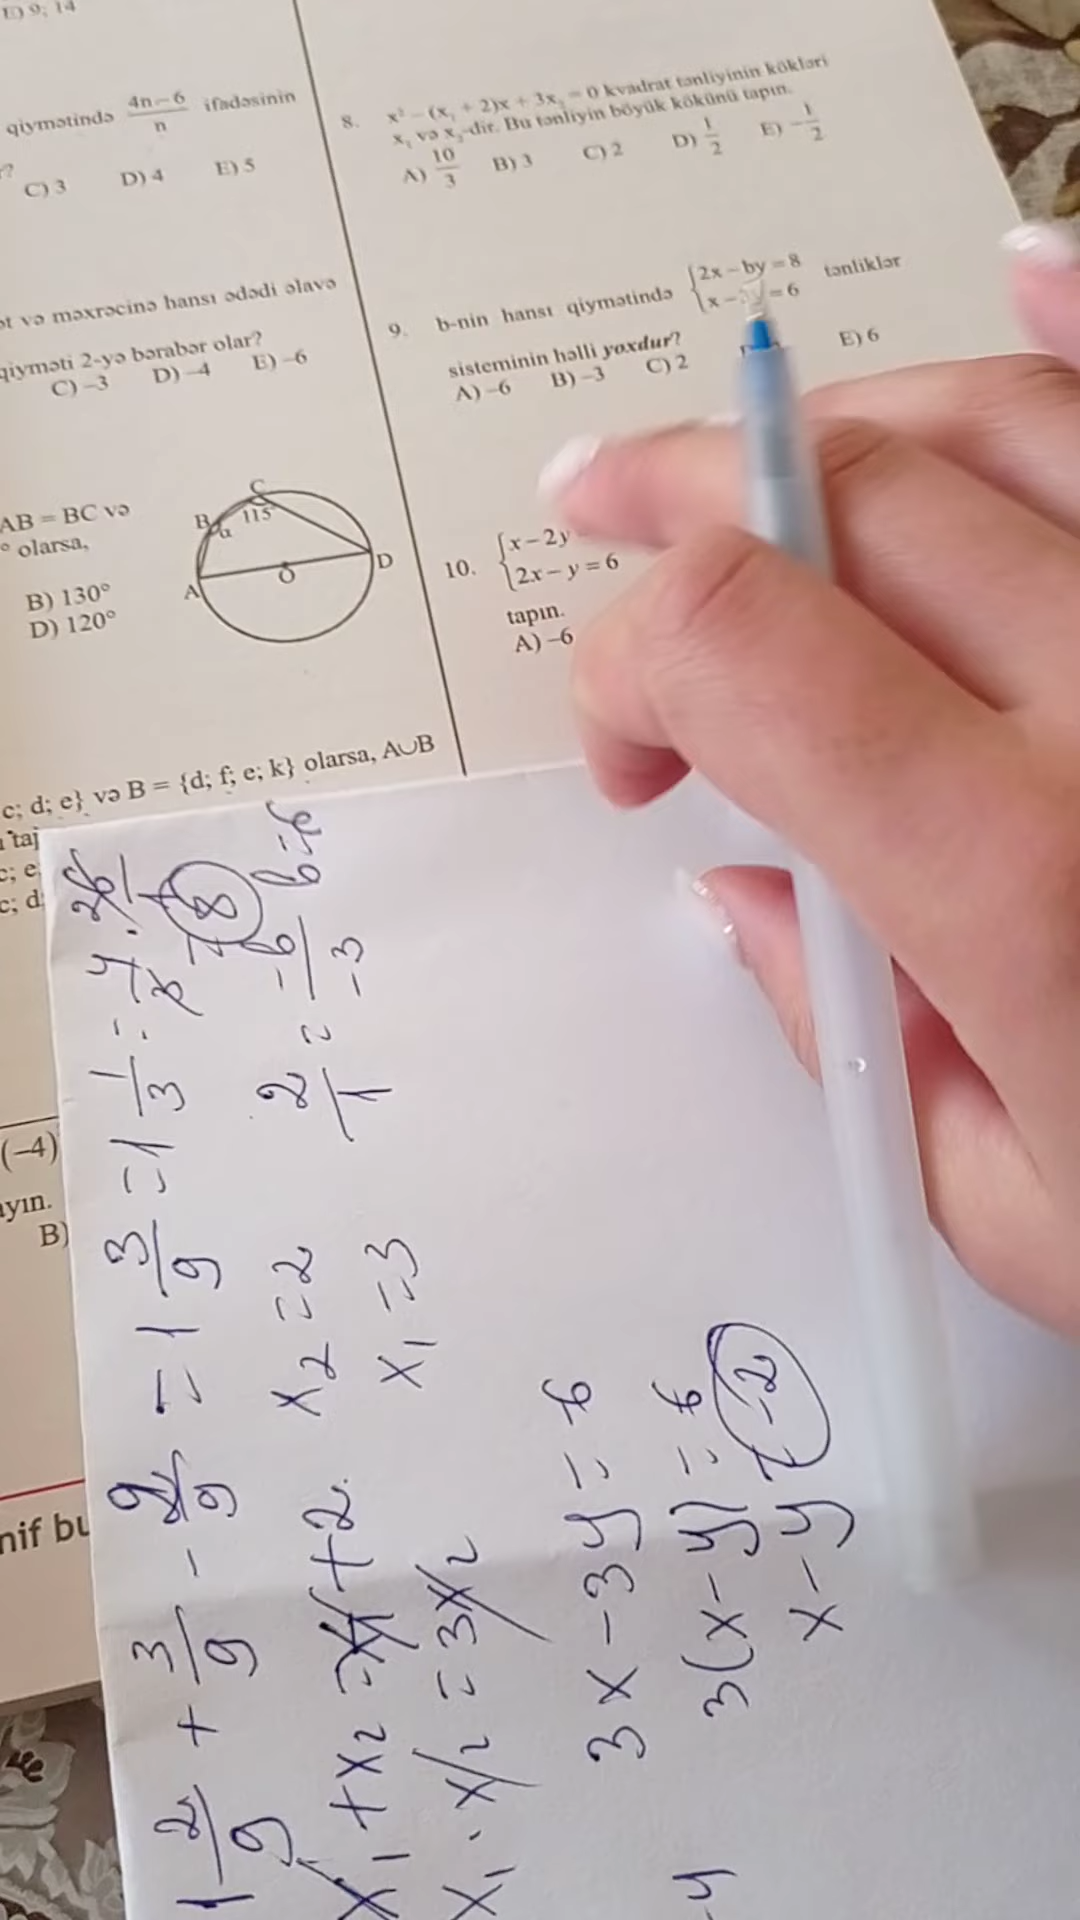 E) 9; 14
qiymətində 4n−6/n ifadəsinin
?
C) 3 D) 4 E) 5
ət və məxrəcinə hansı ədədi əlavə
qiyməti 2-yə bərabər olar?
C) –3 D) –4 E) –6
AB = BC və
° olarsa,
B) 130°
D) 120°
A B C D O 115° α
c; d; e} və B = {d; f; e; k} olarsa, A∪B
taj
c; e
c; d
(–4)
ayın.
B)
nif bu
8. x² – (x₁ + 2)x + 3x₂ = 0 kvadrat tənliyinin kökləri
x₁ və x₂-dir. Bu tənliyin böyük kökünü tapın.
A) 10/3 B) 3 C) 2 D) 1/2 E) –1/2
9. b-nin hansı qiymətində {2x – by = 8
x – 3y = 6 tənliklər
sisteminin həlli yoxdur?
A) –6 B) –3 C) 2 E) 6
10. {x – 2y
2x – y = 6
tapın.
A) –6
1 2/9 + 3/9 - 9/9 = 1 3/9 = 1 1/3
8
x₁ + x₂ = x₁ + 2 x₂ = 2
2/1 = -b/-3 b=6
x₁ · x₂ = 3x₂ x₁ = 3
3x – 3y = 6
3(x – y) = 6
x – y = 2
-y